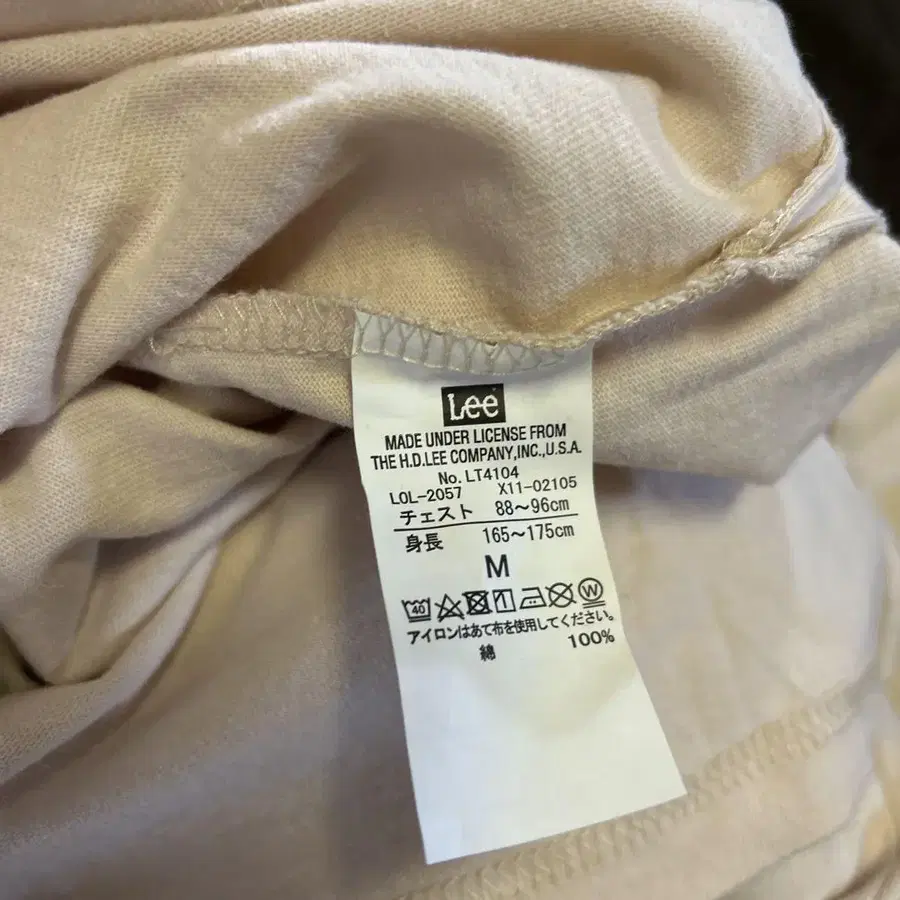 Lee
MADE UNDER LICENSE FROM
THE H.D.LEE COMPANY,INC.,U.S.A.
No. LT4104
LOL-2057 X11-02105
チェスト 88～96cm
身長 165～175cm
M
40 W
アイロンはあて布を使用してください。
綿 100%